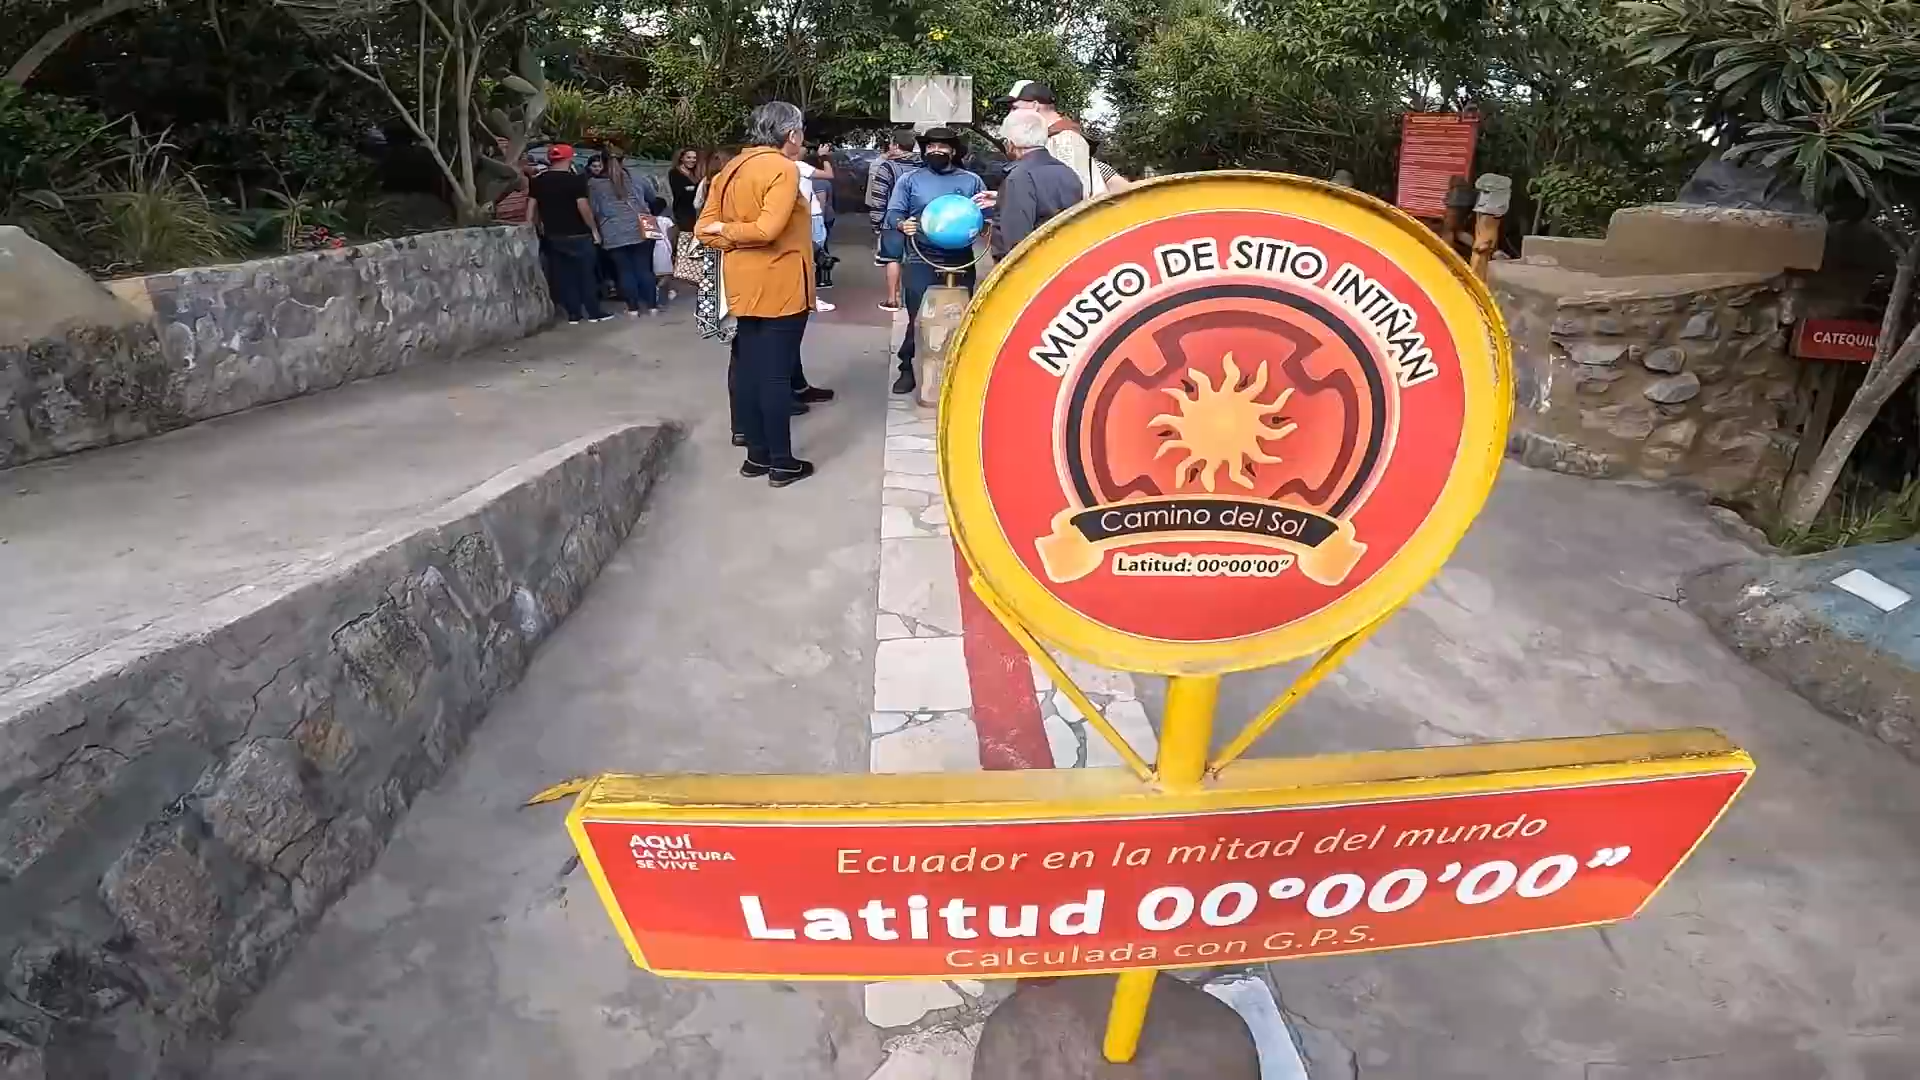 MUSEO DE SITIO INTIÑAN
Camino del Sol
Latitud: 00°00'00"
CATEQUIL
AQUÍ
LA CULTURA
SE VIVE
Ecuador en la mitad del mundo
Latitud 00°00'00"
Calculada con G.P.S.